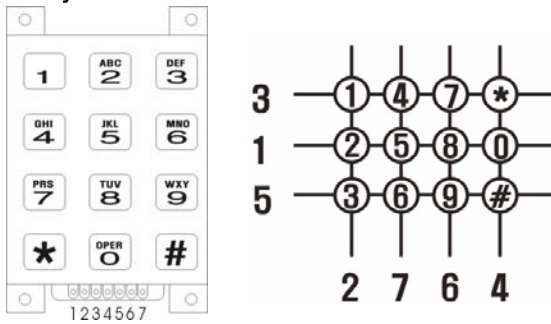 ABC DEF
1 2 3
GHI JKL MNO
4 5 6
PRS TUV WXY
7 8 9
OPER
* 0 #
1234567
3 1 4 7 *
1 2 5 8 0
5 3 6 9 #
2 7 6 4